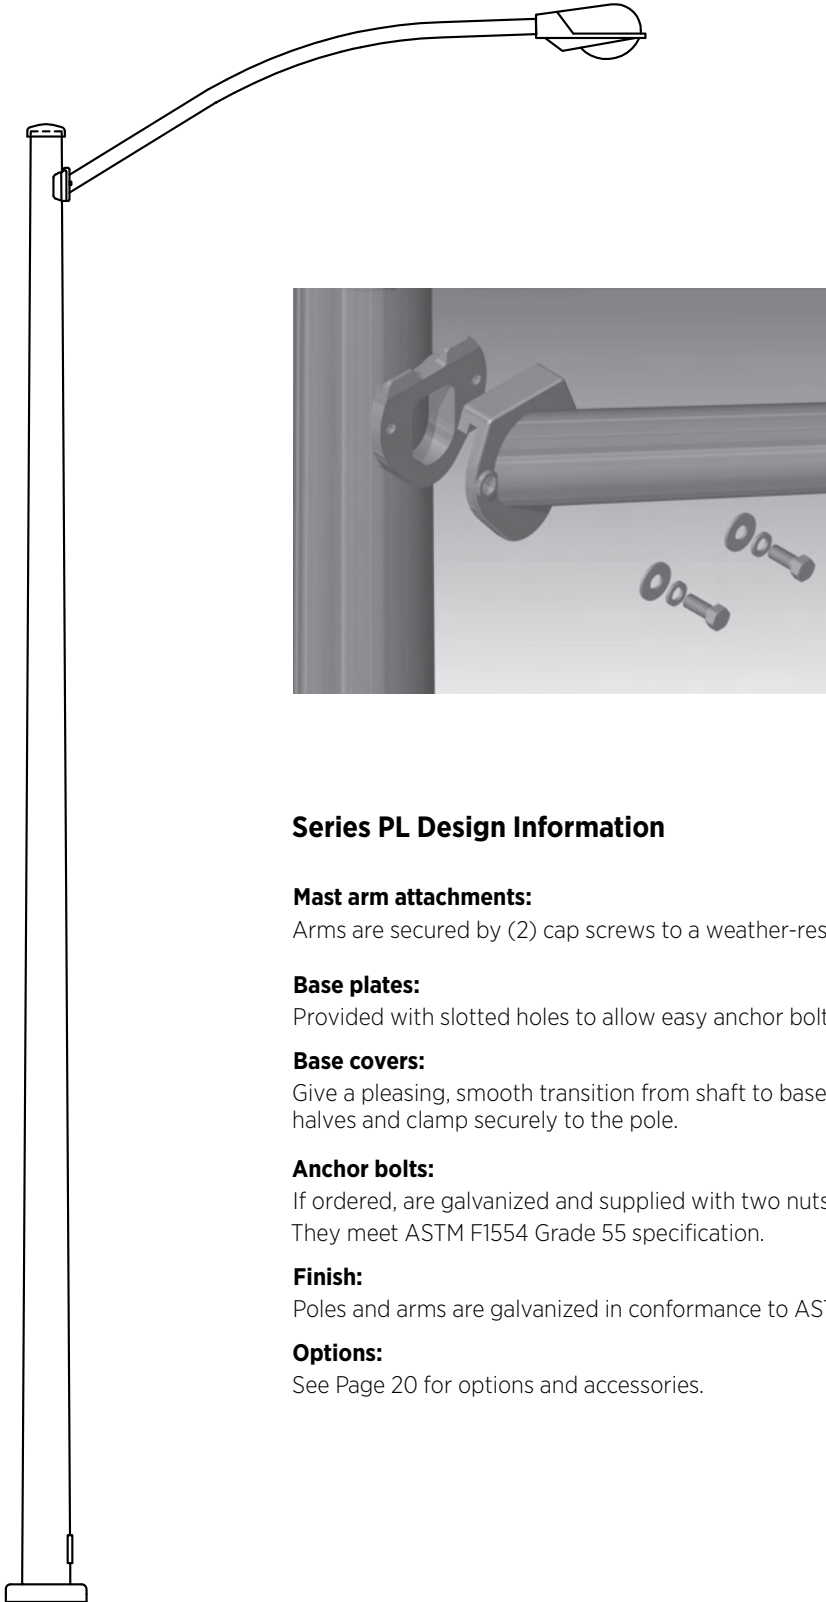 Series PL Design Information
Mast arm attachments:
Arms are secured by (2) cap screws to a weather-res
Base plates:
Provided with slotted holes to allow easy anchor bolt
Base covers:
Give a pleasing, smooth transition from shaft to base
halves and clamp securely to the pole.
Anchor bolts:
If ordered, are galvanized and supplied with two nuts
They meet ASTM F1554 Grade 55 specification.
Finish:
Poles and arms are galvanized in conformance to AS
Options:
See Page 20 for options and accessories.